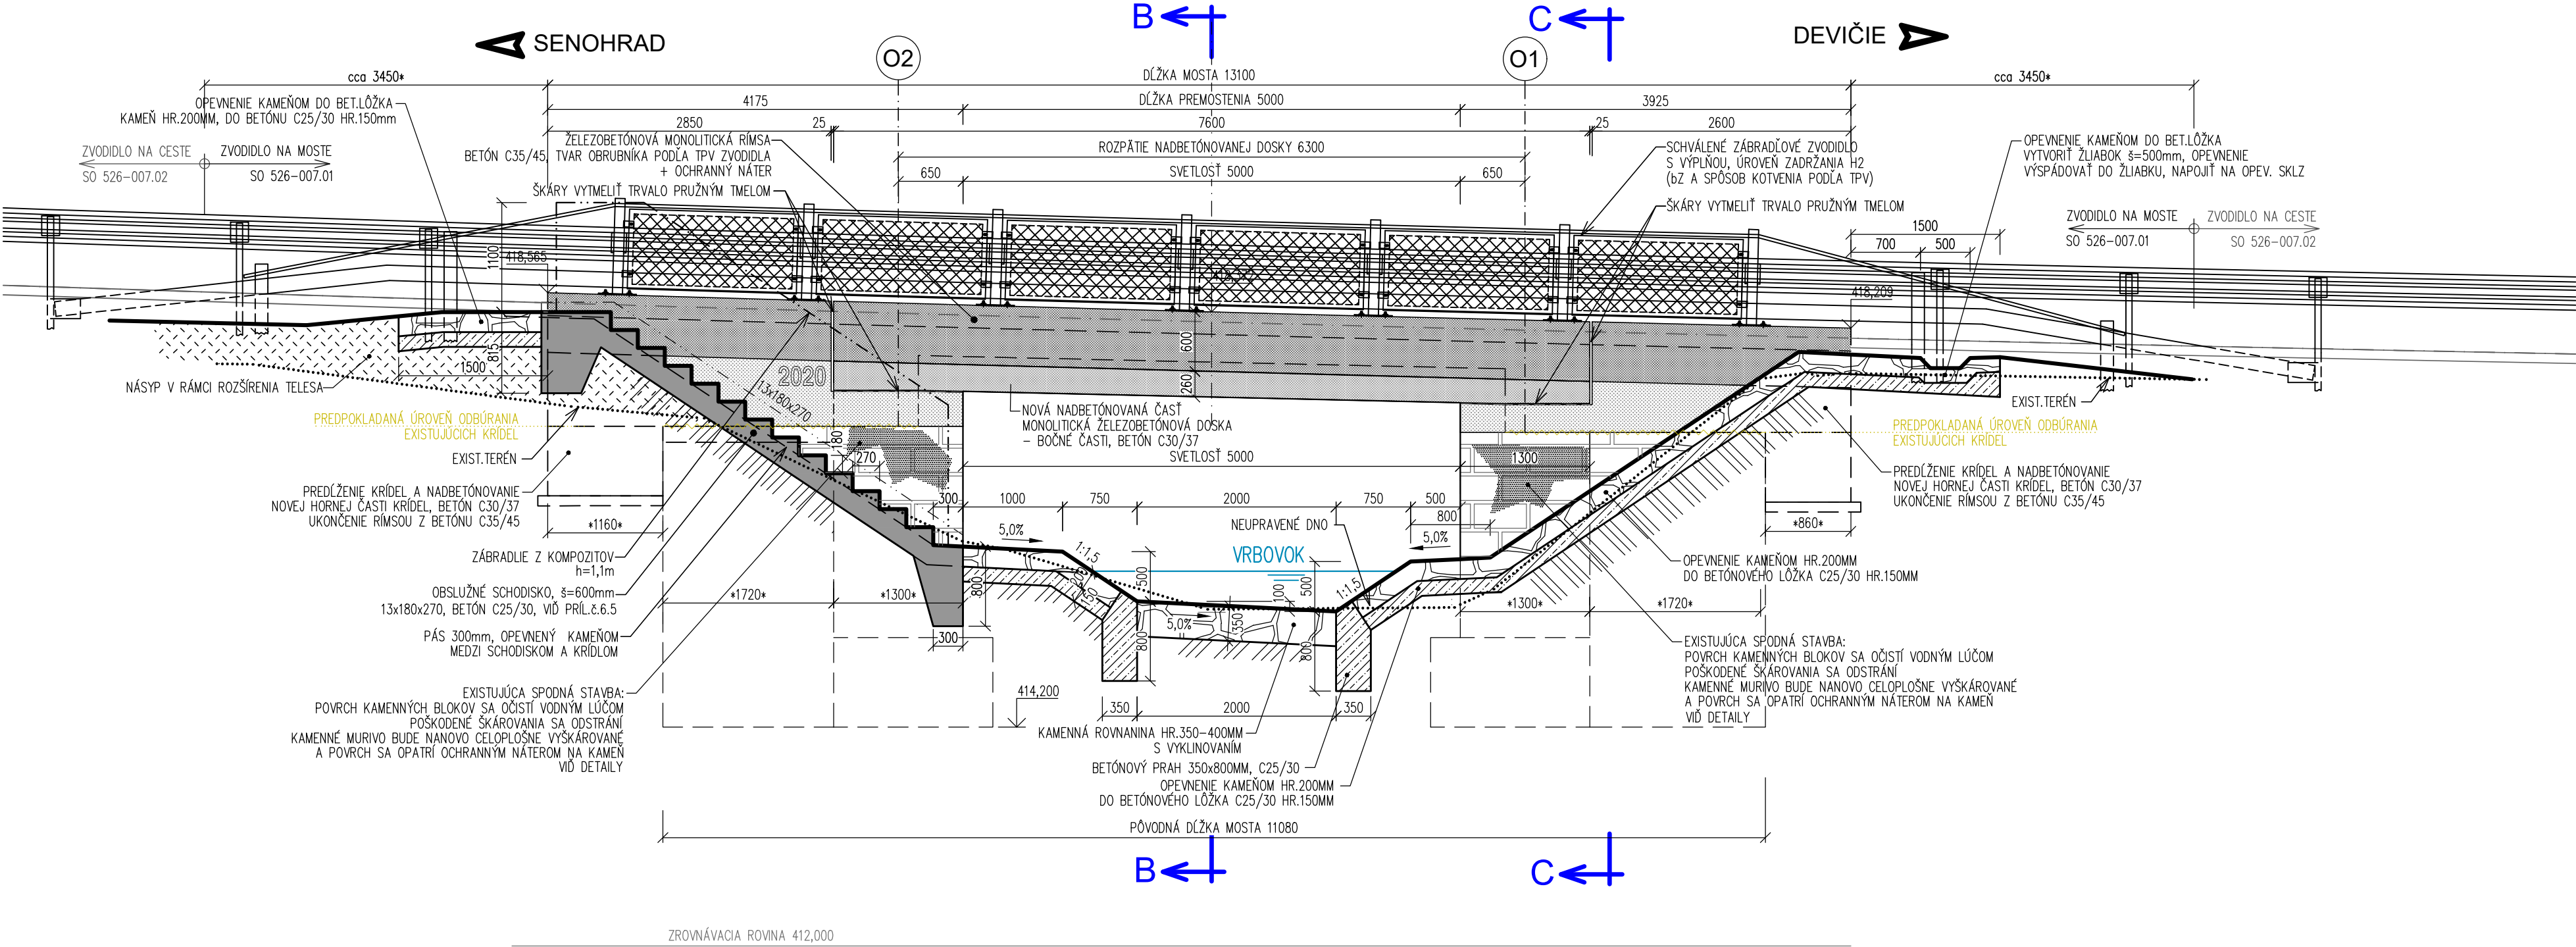 B
C
SENOHRAD
DEVIČIE
O2
O1
cca 3450*
DĹŽKA MOSTA 13100
cca 3450*
4175
DĹŽKA PREMOSTENIA 5000
3925
2850
25
7600
25
2600
OPEVNENIE KAMEŇOM DO BET.LÔŽKA
KAMEŇ HR.200MM, DO BETÓNU C25/30 HR.150mm
ZVODIDLO NA CESTE
SO 526-007.02
ZVODIDLO NA MOSTE
SO 526-007.01
ŽELEZOBETÓNOVÁ MONOLITICKÁ RÍMSA
BETÓN C35/45, TVAR OBRUBNÍKA PODĽA TPV ZVODIDLA
+ OCHRANNÝ NÁTER
ŠKÁRY VYTMELIŤ TRVALO PRUŽNÝM TMELOM
ROZPÄTIE NADBETÓNOVANEJ DOSKY 6300
650
SVETLOSŤ 5000
650
SCHVÁLENÉ ZÁBRADĽOVÉ ZVODIDLO
S VÝPLŇOU, ÚROVEŇ ZADRŽANIA H2
(bZ A SPÔSOB KOTVENIA PODĽA TPV)
ŠKÁRY VYTMELIŤ TRVALO PRUŽNÝM TMELOM
OPEVNENIE KAMEŇOM DO BET.LÔŽKA
VYTVORIŤ ŽLIABOK š=500mm, OPEVNENIE
VÝSPÁDOVAŤ DO ŽLIABKU, NAPOJIŤ NA OPEV. SKLZ
ZVODIDLO NA MOSTE
SO 526-007.01
ZVODIDLO NA CESTE
SO 526-007.02
1500
700
500
1100
418,565
418,209
815
1500
600
260
2020
13x180x270
180
270
NÁSYP V RÁMCI ROZŠÍRENIA TELESA
PREDPOKLADANÁ ÚROVEŇ ODBÚRANIA
EXISTUJÚCICH KRÍDEL
EXIST.TERÉN
NOVÁ NADBETÓNOVANÁ ČASŤ
MONOLITICKÁ ŽELEZOBETÓNOVÁ DOSKA
- BOČNÉ ČASTI, BETÓN C30/37
SVETLOSŤ 5000
1300
EXIST.TERÉN
PREDPOKLADANÁ ÚROVEŇ ODBÚRANIA
EXISTUJÚCICH KRÍDEL
PREDĹŽENIE KRÍDEL A NADBETÓNOVANIE
NOVEJ HORNEJ ČASTI KRÍDEL, BETÓN C30/37
UKONČENIE RÍMSOU Z BETÓNU C35/45
PREDĹŽENIE KRÍDEL A NADBETÓNOVANIE
NOVEJ HORNEJ ČASTI KRÍDEL, BETÓN C30/37
UKONČENIE RÍMSOU Z BETÓNU C35/45
300
1000
750
2000
750
500
800
*1160*
*860*
5,0%
NEUPRAVENÉ DNO
5,0%
VRBOVOK
1:1,5
1:1,5
ZÁBRADLIE Z KOMPOZITOV
h=1,1m
OBSLUŽNÉ SCHODISKO, š=600mm
13x180x270, BETÓN C25/30, VIĎ PRÍL.č.6.5
PÁS 300mm, OPEVNENÝ KAMEŇOM
MEDZI SCHODISKOM A KRÍDLOM
OPEVNENIE KAMEŇOM HR.200MM
DO BETÓNOVÉHO LÔŽKA C25/30 HR.150MM
*1720*
*1300*
*1300*
*1720*
800
500
100
500
350
5,0%
800
800
300
EXISTUJÚCA SPODNÁ STAVBA:
POVRCH KAMENNÝCH BLOKOV SA OČISTÍ VODNÝM LÚČOM
POŠKODENÉ ŠKÁROVANIA SA ODSTRÁNÍ
KAMENNÉ MURIVO BUDE NANOVO CELOPLOŠNE VYŠKÁROVANÉ
A POVRCH SA OPATRÍ OCHRANNÝM NÁTEROM NA KAMEŇ
VIĎ DETAILY
EXISTUJÚCA SPODNÁ STAVBA:
POVRCH KAMENNÝCH BLOKOV SA OČISTÍ VODNÝM LÚČOM
POŠKODENÉ ŠKÁROVANIA SA ODSTRÁNÍ
KAMENNÉ MURIVO BUDE NANOVO CELOPLOŠNE VYŠKÁROVANÉ
A POVRCH SA OPATRÍ OCHRANNÝM NÁTEROM NA KAMEŇ
VIĎ DETAILY
414,200
350
2000
350
KAMENNÁ ROVNANINA HR.350-400MM
S VYKLINOVANÍM
BETÓNOVÝ PRAH 350x800MM, C25/30
OPEVNENIE KAMEŇOM HR.200MM
DO BETÓNOVÉHO LÔŽKA C25/30 HR.150MM
PÔVODNÁ DĹŽKA MOSTA 11080
B
C
ZROVNÁVACIA ROVINA 412,000